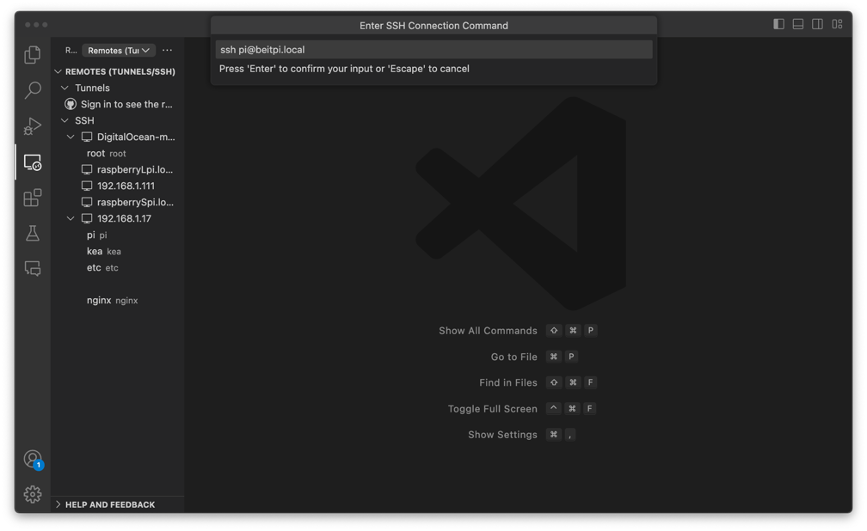 Enter SSH Connection Command
ssh pi@beitpi.local
Press 'Enter' to confirm your input or 'Escape' to cancel
R... Remotes (Tur ...
REMOTES (TUNNELS/SSH)
Tunnels
Sign in to see the r...
SSH
DigitalOcean-m...
root root
raspberryLpi.lo...
192.168.1.111
raspberrySpi.lo...
192.168.1.17
pi pi
kea kea
etc etc
nginx nginx
Show All Commands ⇧ ⌘ P
Go to File ⌘ P
Find in Files ⇧ ⌘ F
Toggle Full Screen ^ ⌘ F
Show Settings ⌘ ,
1
HELP AND FEEDBACK